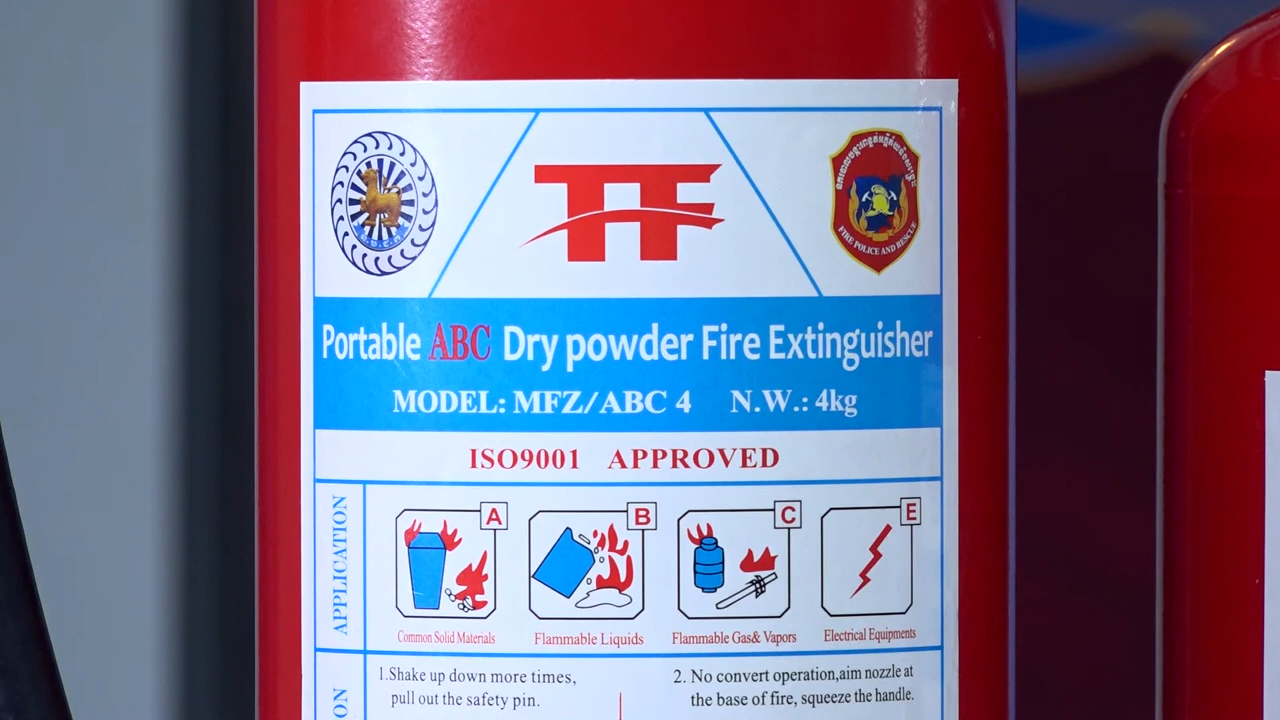 TF
FIRE POLICE AND RESCUE
Portable ABC Dry powder Fire Extinguisher
MODEL: MFZ/ABC 4 N.W.: 4kg
ISO9001 APPROVED
APPLICATION
A
B
C
E
Common Solid Materials
Flammable Liquids
Flammable Gas& Vapors
Electrical Equipments
1.Shake up down more times,
pull out the safety pin.
2. No convert operation,aim nozzle at
the base of fire, squeeze the handle.
ON